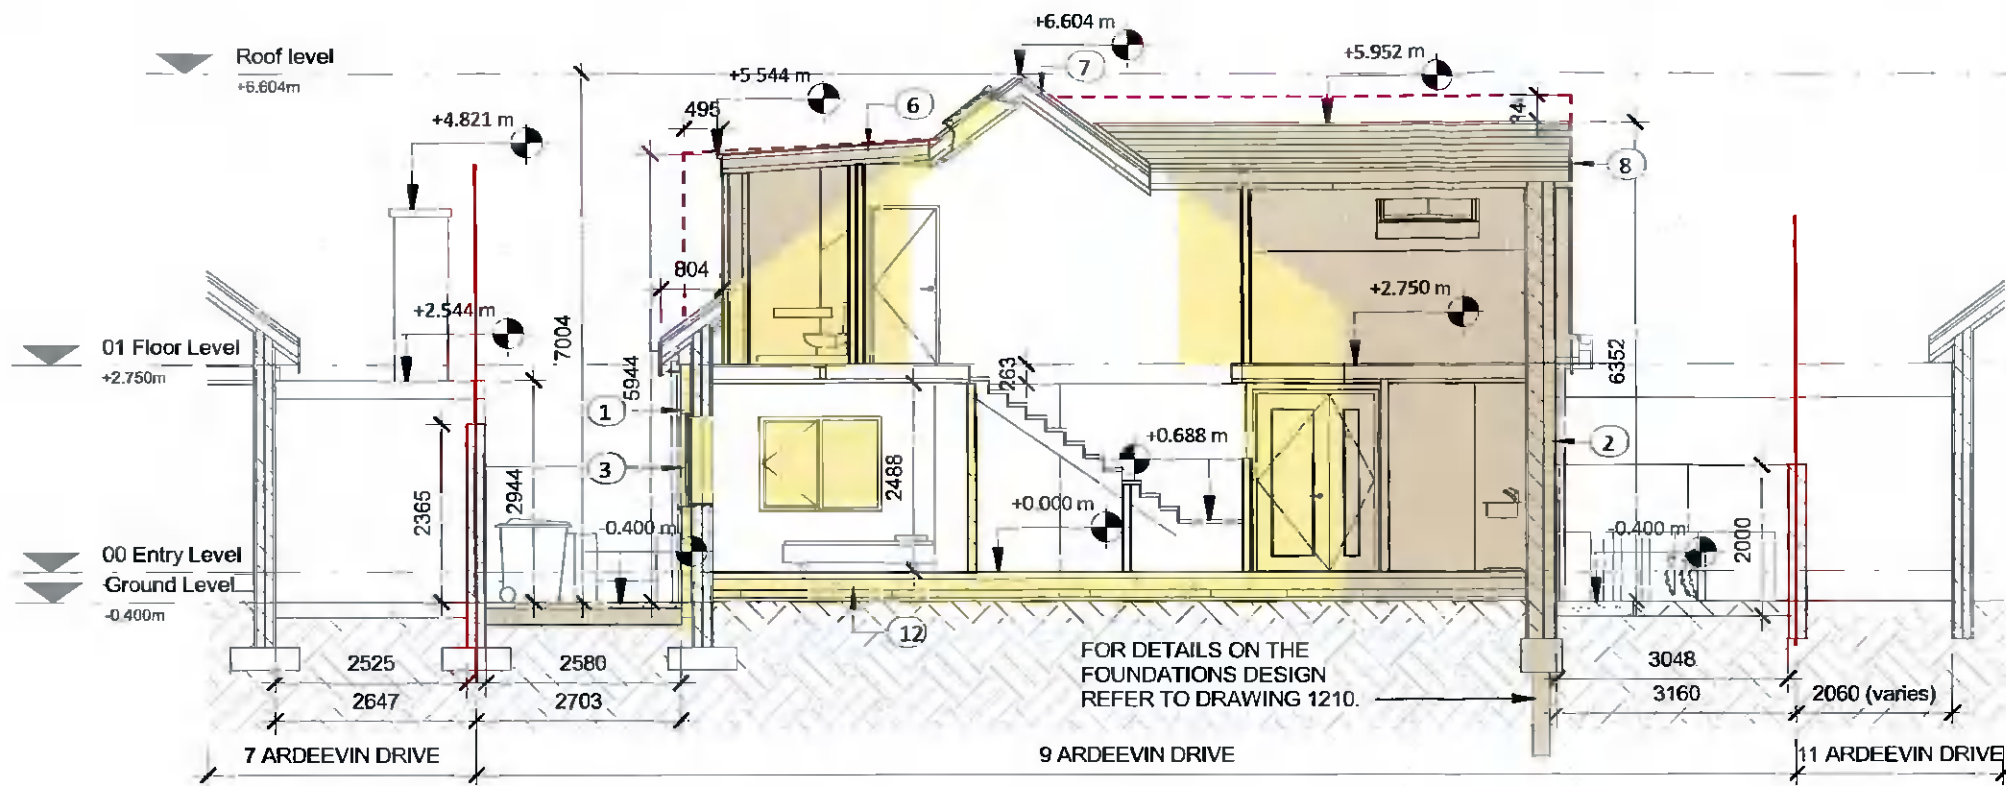 +6.604 m
Roof level
+6.604m
+5.952 m
7
+5 544 m
6
495
+4.821 m
8
804
+2.750 m
+2.544 m
7004
01 Floor Level
+2.750m
5944
263
6352
1
+0.688 m
2
3
2488
2365
2944
+0.000 m
-0.400 m
-0.400 m
2000
00 Entry Level
Ground Level
-0.400m
12
FOR DETAILS ON THE
FOUNDATIONS DESIGN
REFER TO DRAWING 1210.
2525
2580
3048
2647
2703
3160
2060 (varies)
7 ARDEEVIN DRIVE
9 ARDEEVIN DRIVE
11 ARDEEVIN DRIVE